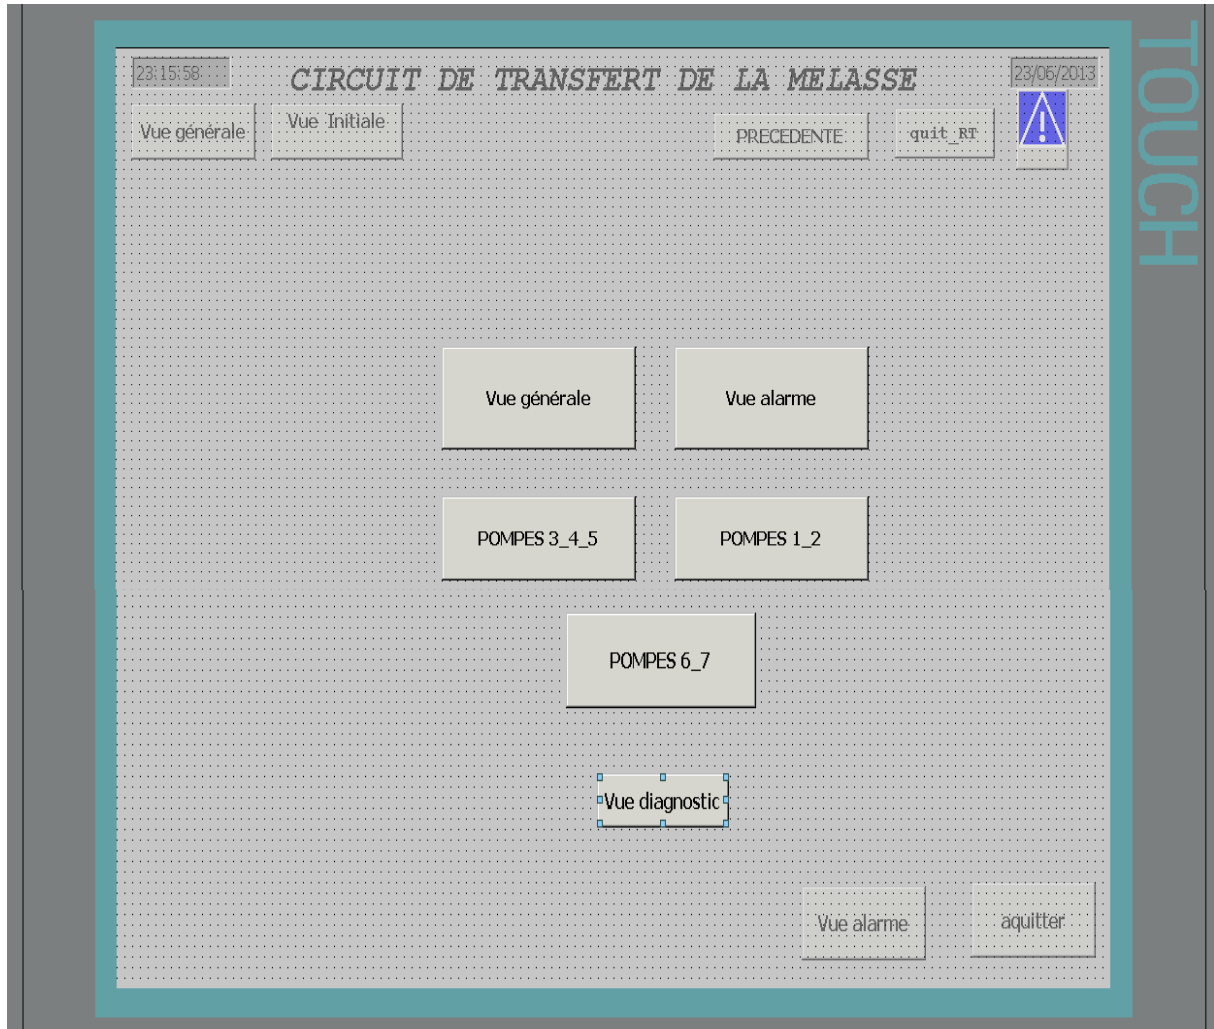 23:15:58
CIRCUIT DE TRANSFERT DE LA MELASSE
23/06/2013
TOUCH
Vue générale
Vue Initiale
PRECEDENTE
quit_RT
Vue générale
Vue alarme
POMPES 3_4_5
POMPES 1_2
POMPES 6_7
Vue diagnostic
Vue alarme
aquitter